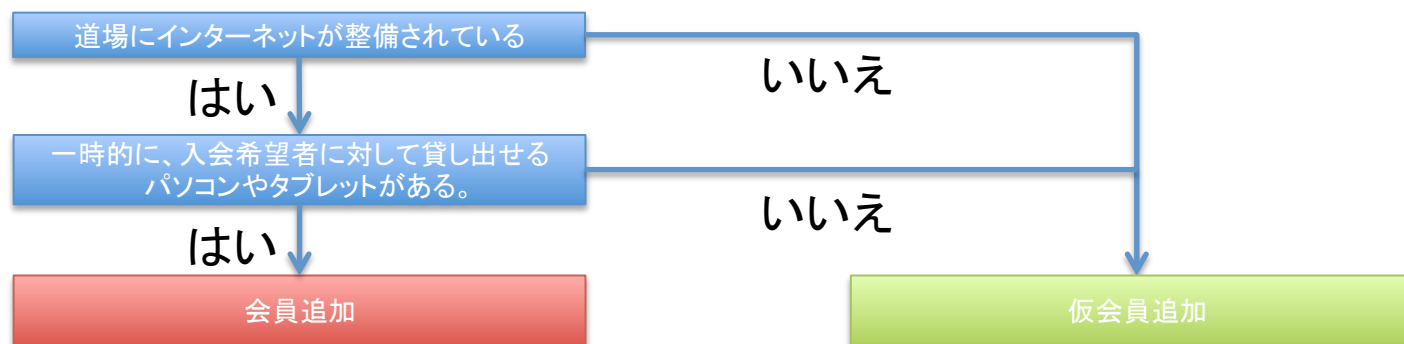 道場にインターネットが整備されている
はい
いいえ
一時的に、入会希望者に対して貸し出せる
パソコンやタブレットがある。
はい
いいえ
会員追加
仮会員追加